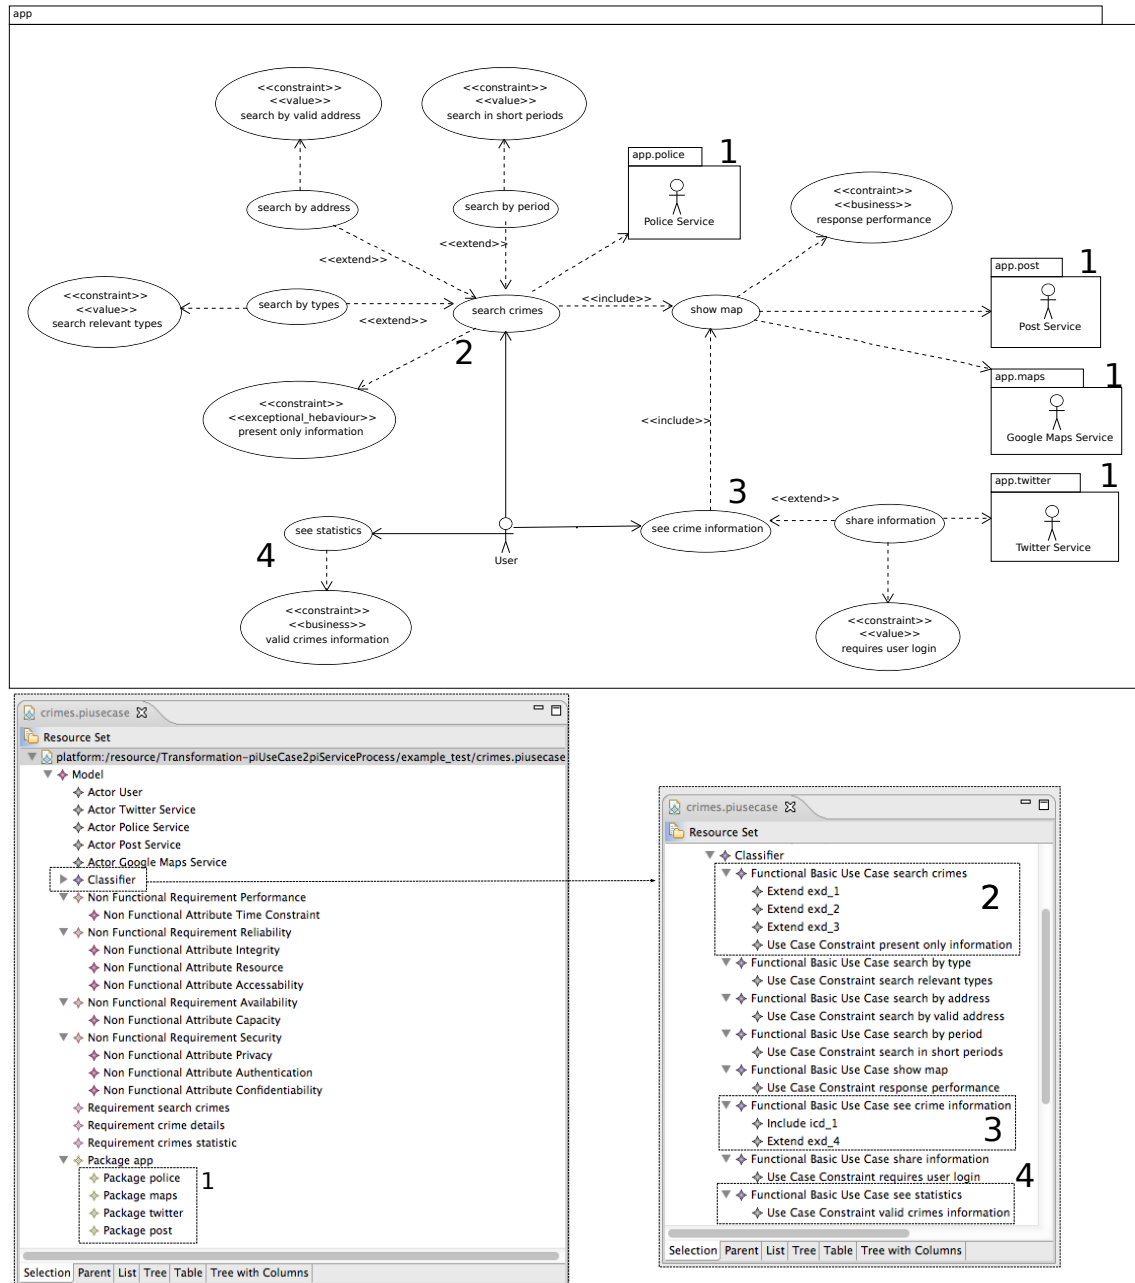 app
<<constraint>>
<<value>>
search by valid address
<<constraint>>
<<value>>
search in short periods
app.police
1
Police Service
<<contraint>>
<<business>>
response performance
search by address
search by period
<<extend>>
<<extend>>
app.post
1
Post Service
<<constraint>>
<<value>>
search relevant types
search by types
<<extend>>
search crimes
2
<<include>>
show map
app.maps
1
Google Maps Service
<<constraint>>
<<exceptional_hebaviour>>
present only information
<<include>>
app.twitter
1
Twitter Service
3
<<extend>>
see statistics
4
User
see crime information
share information
<<constraint>>
<<business>>
valid crimes information
<<constraint>>
<<value>>
requires user login
crimes.piusecase
Resource Set
platform:/resource/Transformation-piUseCase2piServiceProcess/example_test/crimes.piusecase
Model
Actor User
Actor Twitter Service
Actor Police Service
Actor Post Service
Actor Google Maps Service
Classifier
Non Functional Requirement Performance
Non Functional Attribute Time Constraint
Non Functional Requirement Reliability
Non Functional Attribute Integrity
Non Functional Attribute Resource
Non Functional Attribute Accessability
Non Functional Requirement Availability
Non Functional Attribute Capacity
Non Functional Requirement Security
Non Functional Attribute Privacy
Non Functional Attribute Authentication
Non Functional Attribute Confidentiability
Requirement search crimes
Requirement crime details
Requirement crimes statistic
Package app
Package police
1
Package maps
Package twitter
Package post
Selection Parent List Tree Table Tree with Columns
crimes.piusecase
Resource Set
Classifier
Functional Basic Use Case search crimes
2
Extend exd_1
Extend exd_2
Extend exd_3
Use Case Constraint present only information
Functional Basic Use Case search by type
Use Case Constraint search relevant types
Functional Basic Use Case search by address
Use Case Constraint search by valid address
Functional Basic Use Case search by period
Use Case Constraint search in short periods
Functional Basic Use Case show map
Use Case Constraint response performance
Functional Basic Use Case see crime information
3
Include icd_1
Extend exd_4
Functional Basic Use Case share information
Use Case Constraint requires user login
4
Functional Basic Use Case see statistics
Use Case Constraint valid crimes information
Selection Parent List Tree Table Tree with Columns